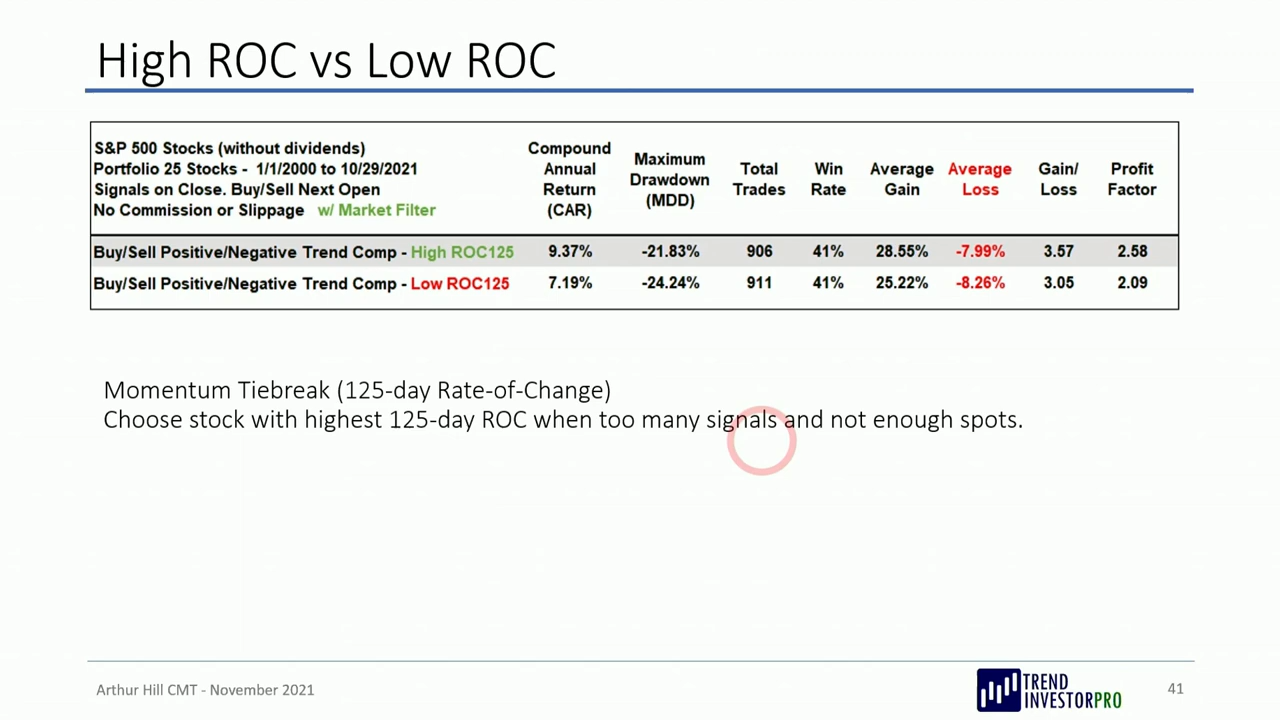 High ROC vs Low ROC
S&P 500 Stocks (without dividends)
Portfolio 25 Stocks - 1/1/2000 to 10/29/2021
Signals on Close. Buy/Sell Next Open
No Commission or Slippage w/ Market Filter
Compound
Annual
Return
(CAR)
Maximum
Drawdown
(MDD)
Total
Trades
Win
Rate
Average
Gain
Average
Loss
Gain/
Loss
Profit
Factor
Buy/Sell Positive/Negative Trend Comp - High ROC125 9.37% -21.83% 906 41% 28.55% -7.99% 3.57 2.58
Buy/Sell Positive/Negative Trend Comp - Low ROC125 7.19% -24.24% 911 41% 25.22% -8.26% 3.05 2.09
Momentum Tiebreak (125-day Rate-of-Change)
Choose stock with highest 125-day ROC when too many signals and not enough spots.
Arthur Hill CMT - November 2021
TREND
INVESTORPRO
41